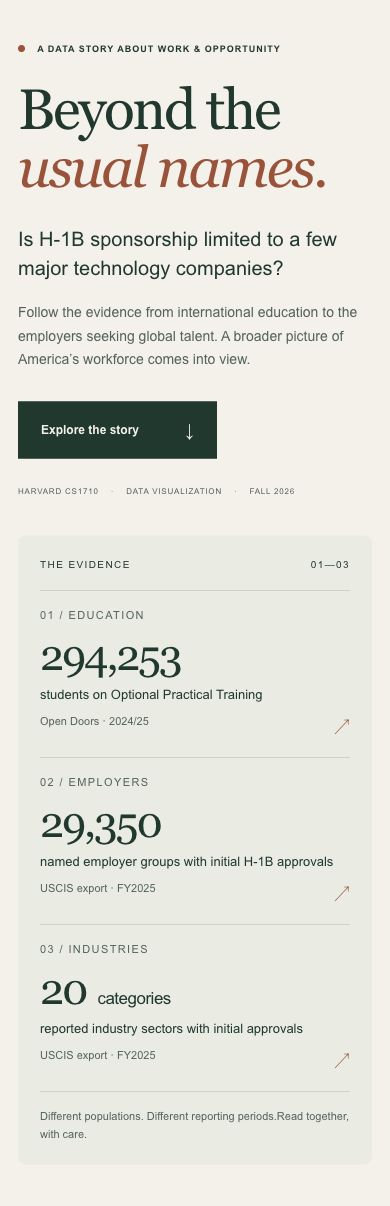 A DATA STORY ABOUT WORK & OPPORTUNITY
Beyond the
usual names.
Is H-1B sponsorship limited to a few
major technology companies?
Follow the evidence from international education to the
employers seeking global talent. A broader picture of
America’s workforce comes into view.
Explore the story ↓
HARVARD CS1710 · DATA VISUALIZATION · FALL 2026
THE EVIDENCE 01—03
01 / EDUCATION
294,253
students on Optional Practical Training
Open Doors · 2024/25 ↗
02 / EMPLOYERS
29,350
named employer groups with initial H-1B approvals
USCIS export · FY2025 ↗
03 / INDUSTRIES
20 categories
reported industry sectors with initial approvals
USCIS export · FY2025 ↗
Different populations. Different reporting periods.Read together,
with care.